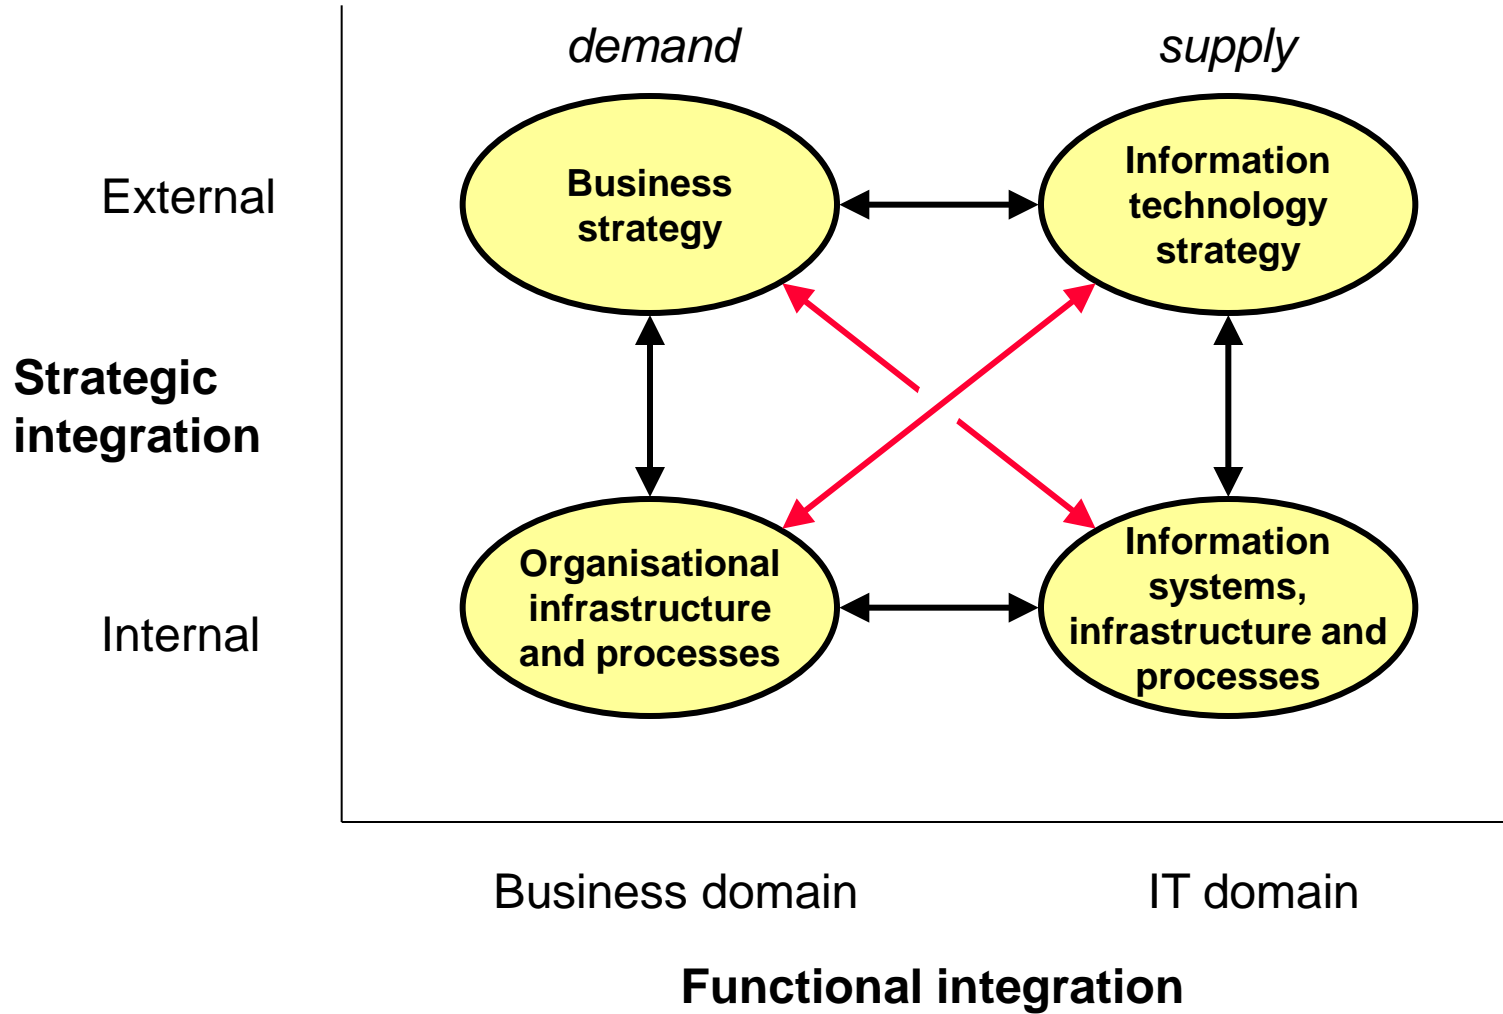 demand
supply
External
Business
strategy
Information
technology
strategy
Strategic
integration
Internal
Organisational
infrastructure
and processes
Information
systems,
infrastructure and
processes
Business domain
IT domain
Functional integration